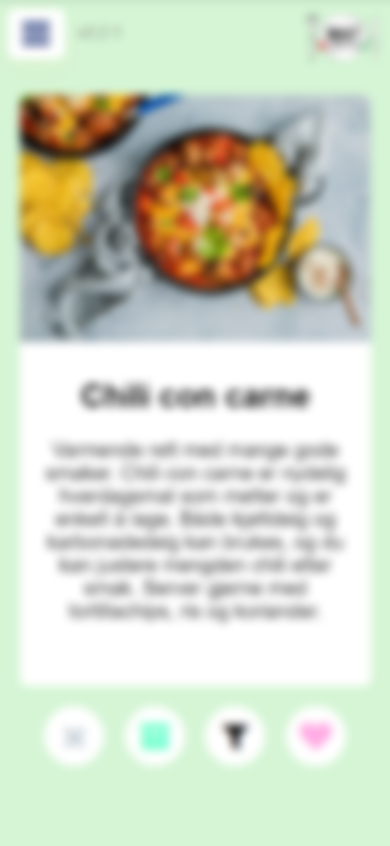 Chili con carne
Varmende rett med mange gode
smaker. Chili con carne er nydelig
hverdagsmat som metter og er
enkelt å lage. Både kjøttdeig og
karbonadedeig kan brukes, og du
kan justere mengden chili etter
smak. Server gjerne med
tortillachips, ris og koriander.